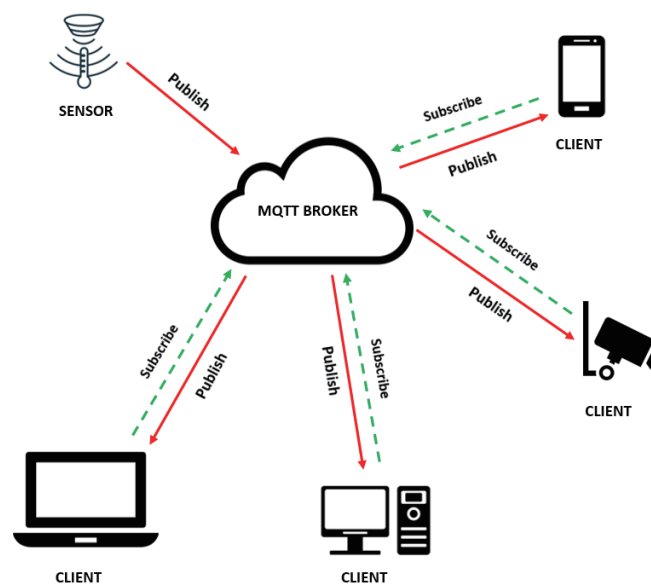 Publish
SENSOR
Subscribe
CLIENT
Publish
MQTT BROKER
Subscribe
Publish
CLIENT
Subscribe
Publish
Publish
Subscribe
CLIENT
CLIENT